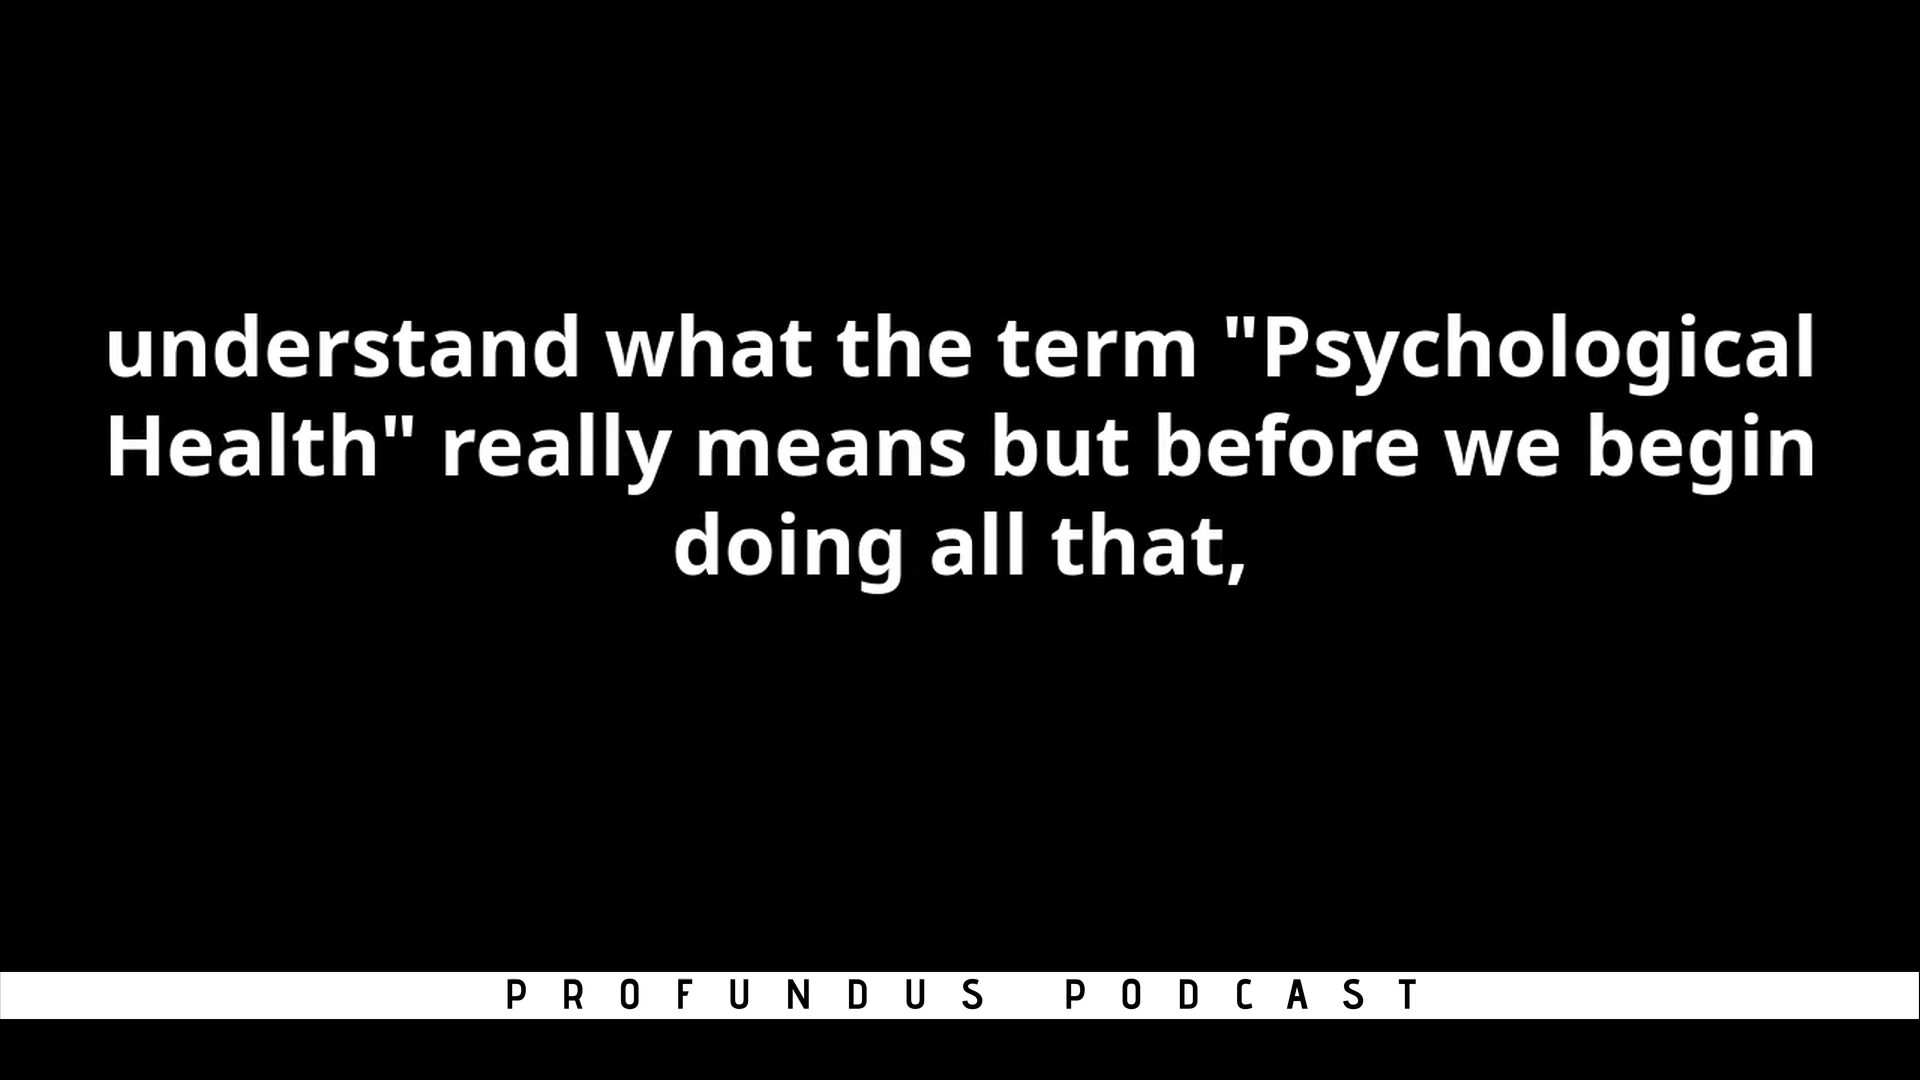 understand what the term "Psychological
Health" really means but before we begin
doing all that,
PROFUNDUS PODCAST